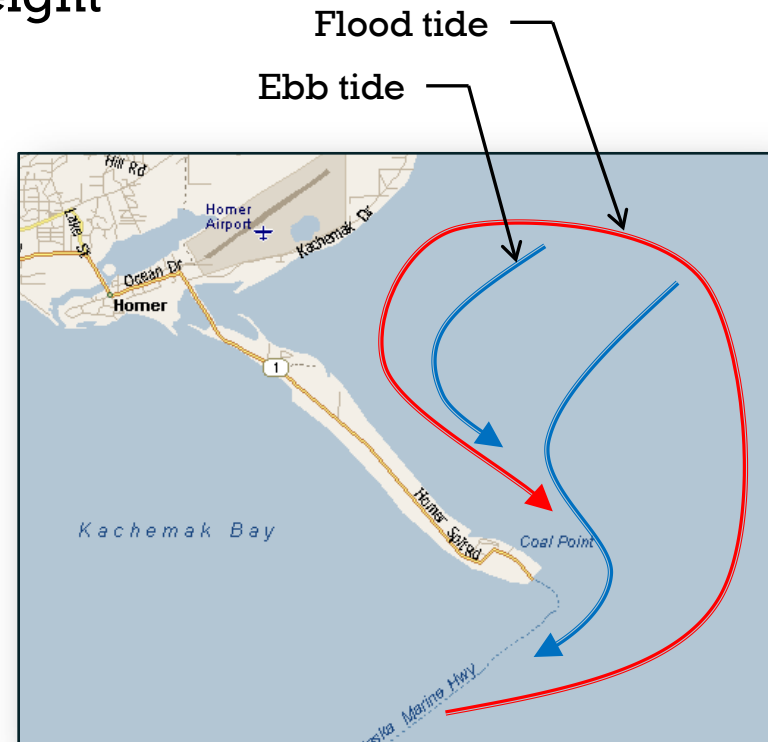 Flood tide
Ebb tide
Hill Rd
Lake St
Homer
Airport
Kachemak Dr
Ocean Dr
Homer
1
Homer Spit Rd
Kachemak Bay
Coal Point
Marine Hwy